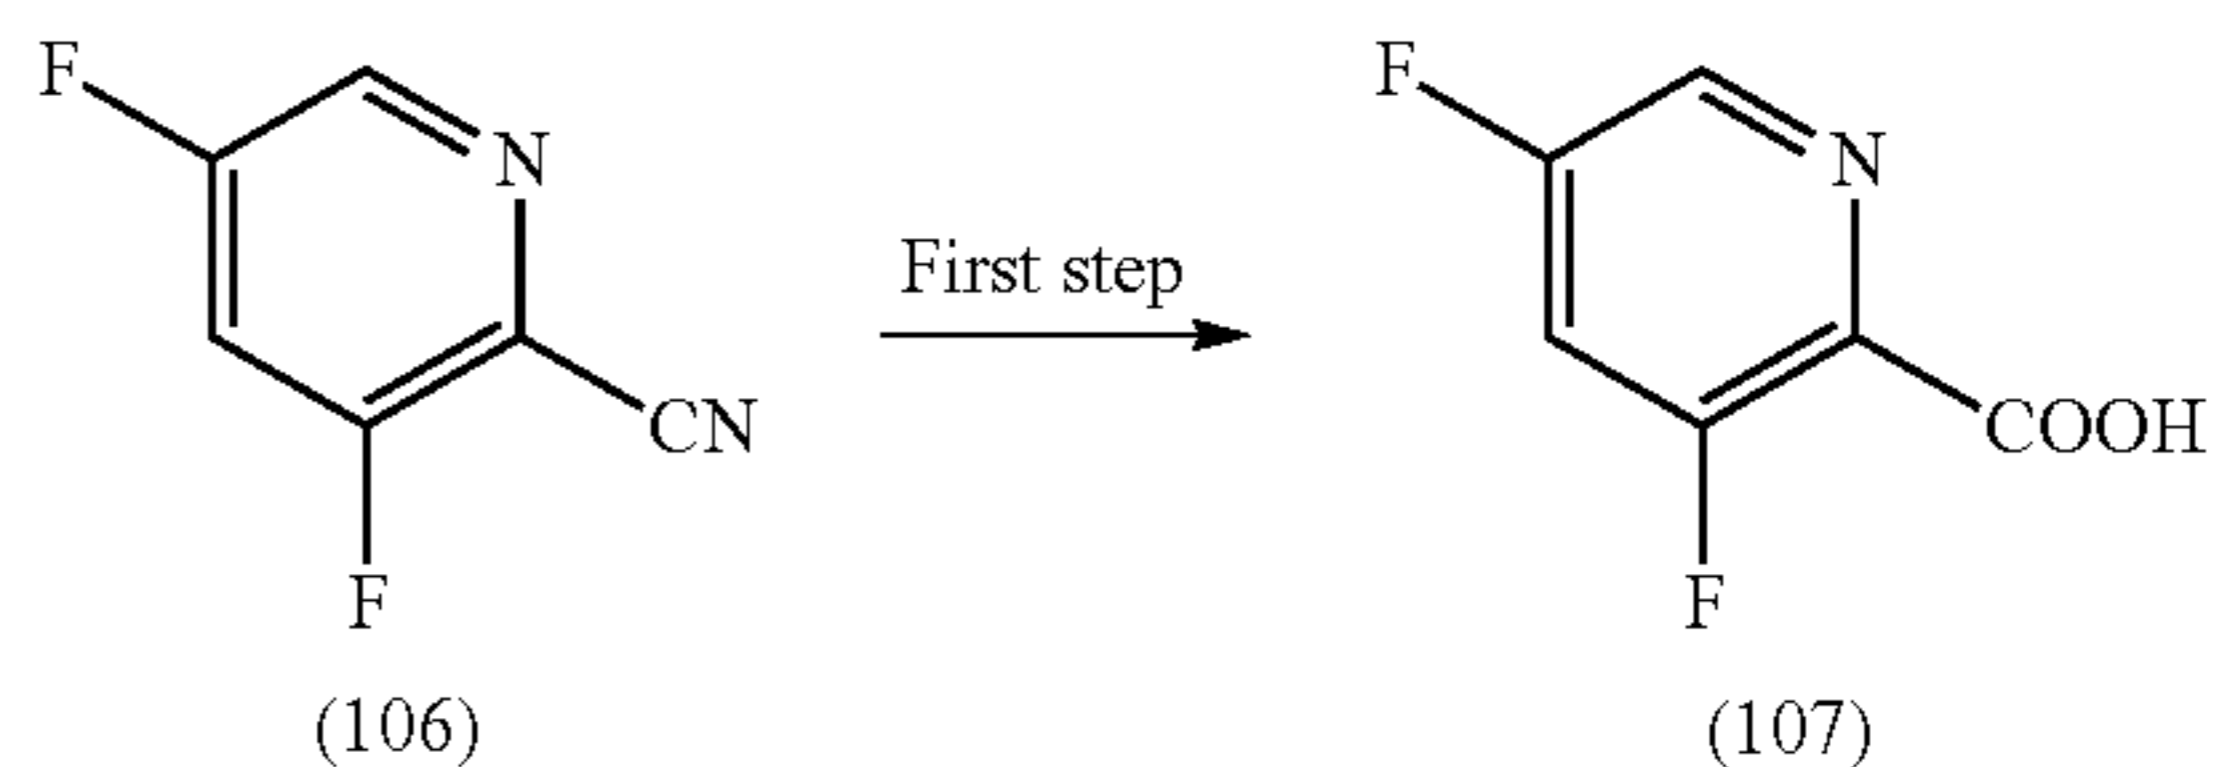 F F
N N
First step
CN COOH
F F
(106) (107)